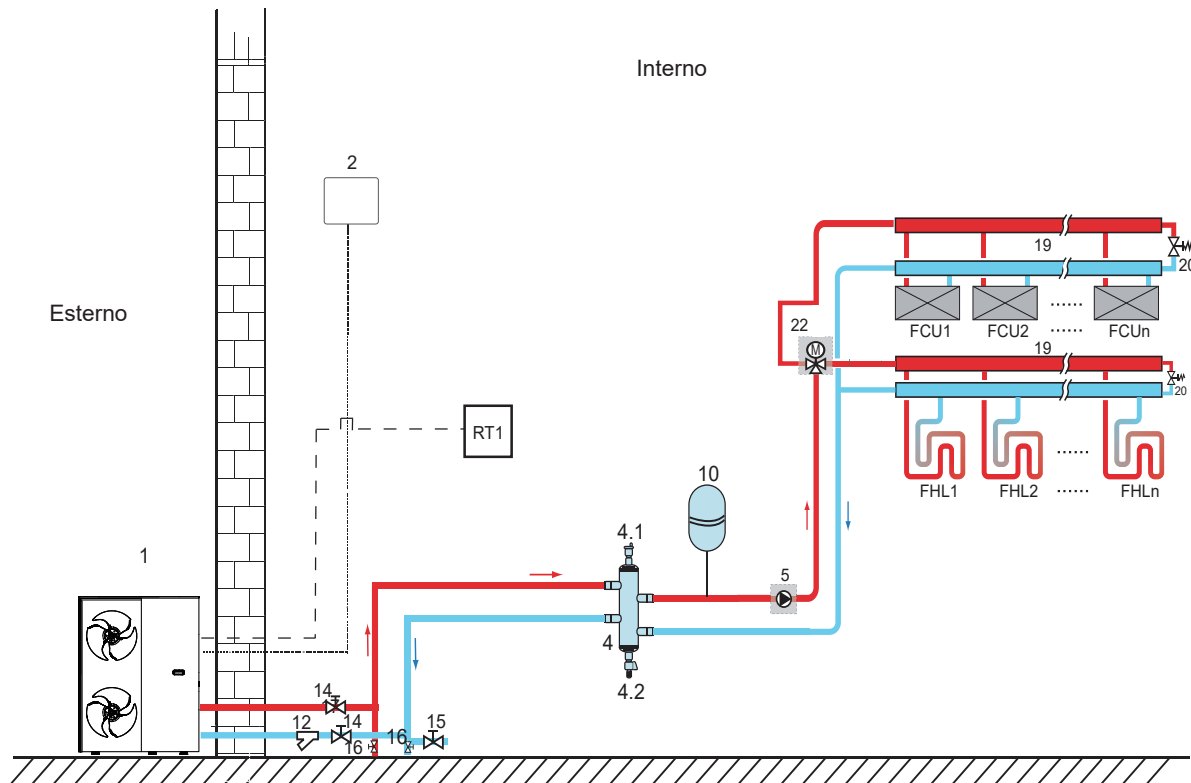 Interno
2
Esterno
19
20
FCU1 FCU2 ...... FCUn
......
22
M
19
20
RT1
......
FHL1 FHL2 ...... FHLn
10
4.1
1
5
4
4.2
14
12 14 15
16 16